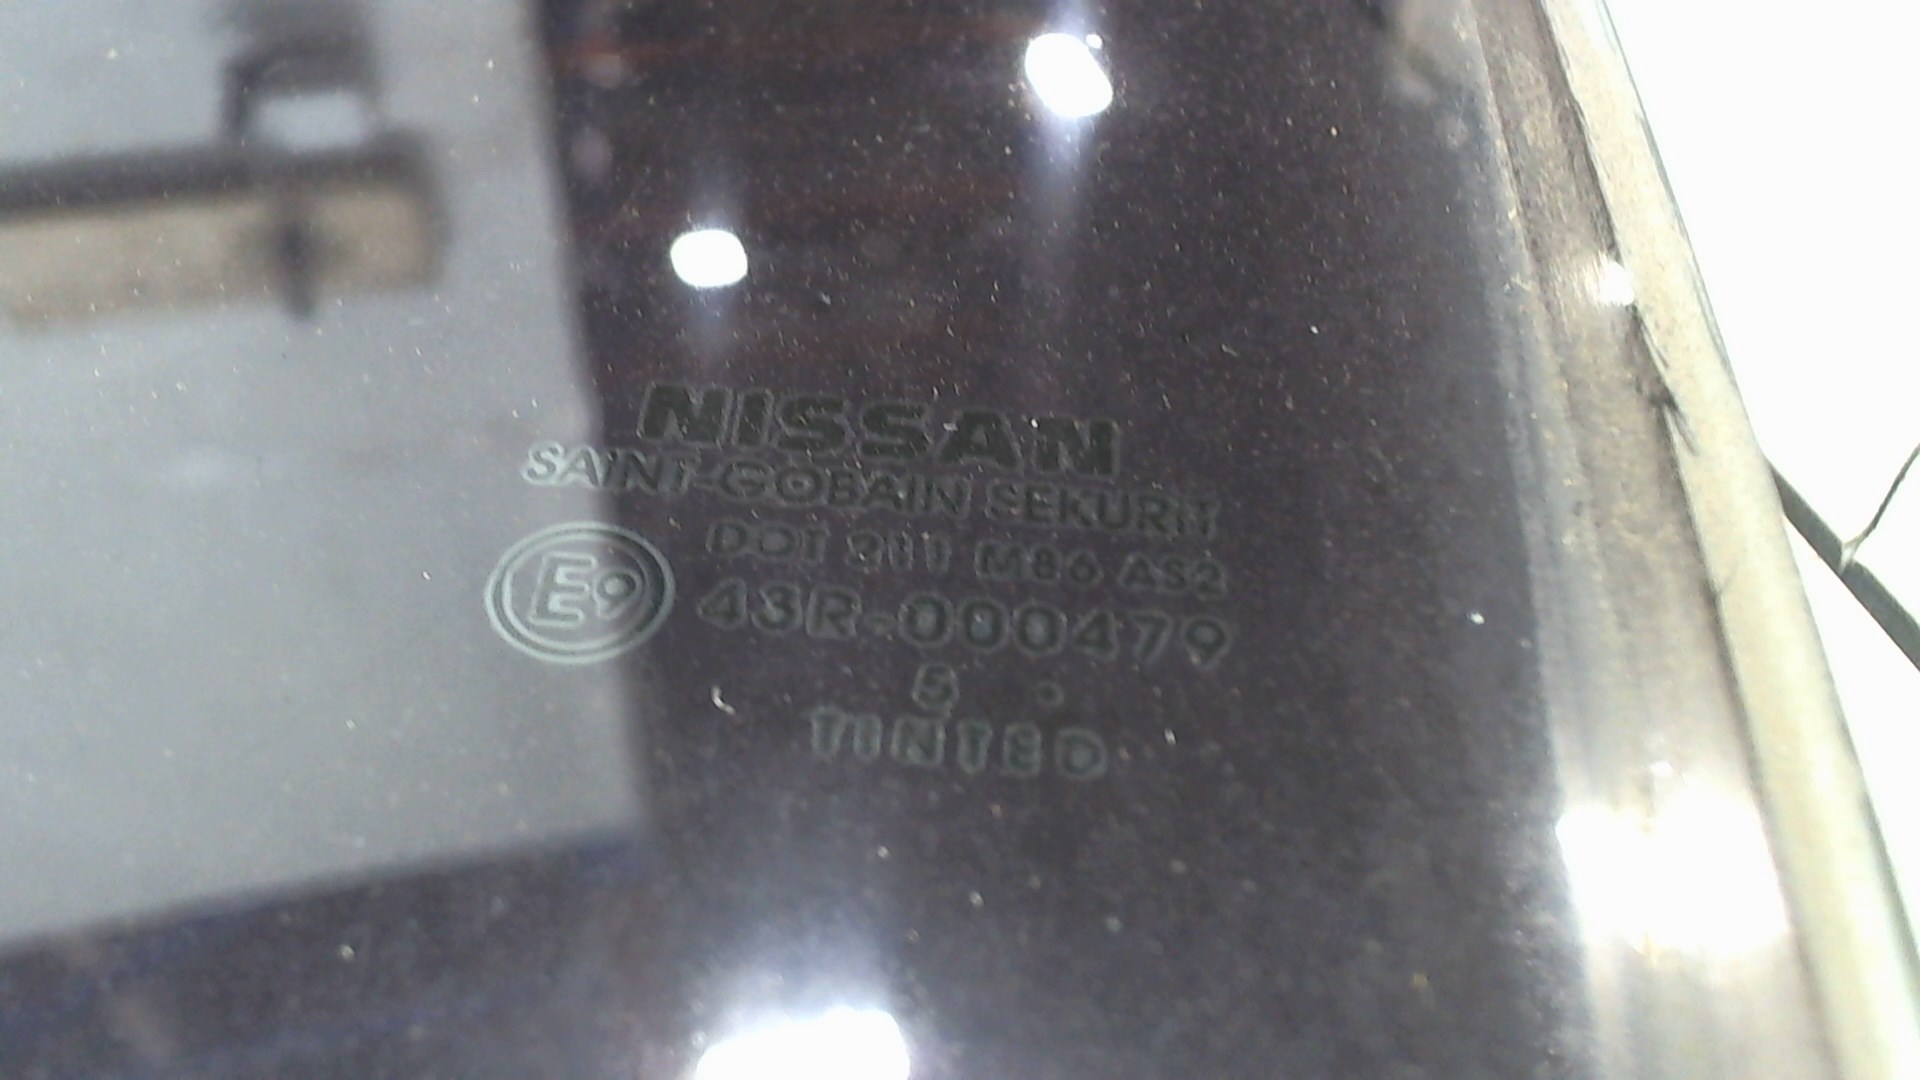 NISSAN
SAINT-GOBAIN SEKURIT
DOT 211 M86 AS2
E9 43R-000479
5 .
TINTED